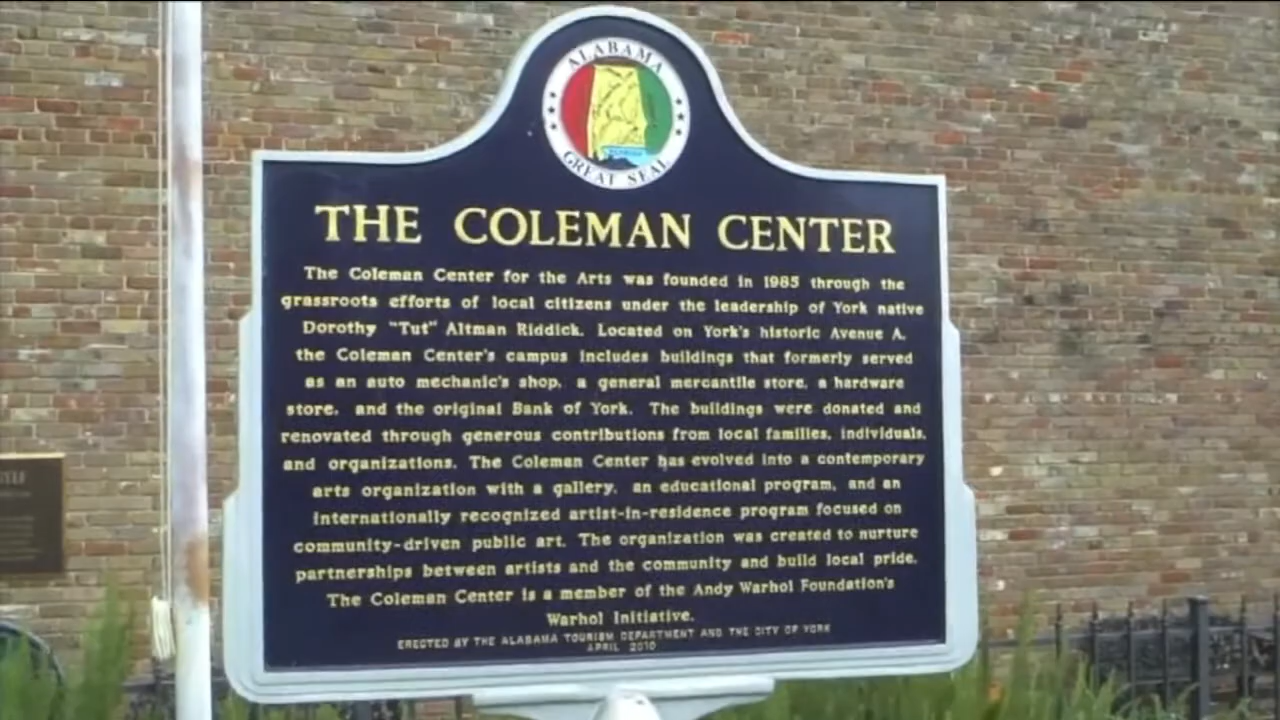 ALABAMA
GREAT SEAL
THE COLEMAN CENTER
The Coleman Center for the Arts was founded in 1985 through the
grassroots efforts of local citizens under the leadership of York native
Dorothy "Tut" Altman Riddick. Located on York's historic Avenue A,
the Coleman Center's campus includes buildings that formerly served
as an auto mechanic's shop, a general mercantile store, a hardware
store, and the original Bank of York. The buildings were donated and
renovated through generous contributions from local families, individuals,
and organizations. The Coleman Center has evolved into a contemporary
arts organization with a gallery, an educational program, and an
internationally recognized artist-in-residence program focused on
community-driven public art. The organization was created to nurture
partnerships between artists and the community and build local pride.
The Coleman Center is a member of the Andy Warhol Foundation's
Warhol Initiative.
ERECTED BY THE ALABAMA TOURISM DEPARTMENT AND THE CITY OF YORK
APRIL 2010